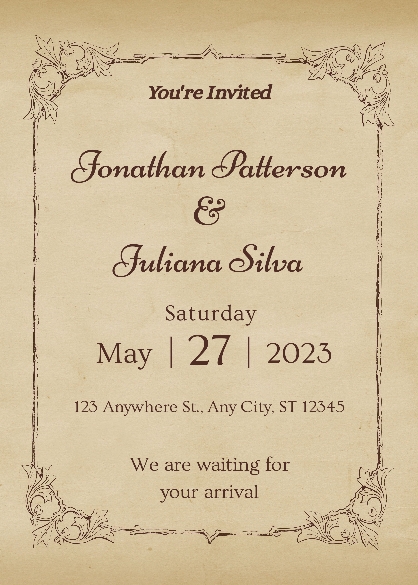 You're Invited
Jonathan Patterson
&
Juliana Silva
Saturday
May | 27 | 2023
123 Anywhere St., Any City, ST 12345
We are waiting for
your arrival